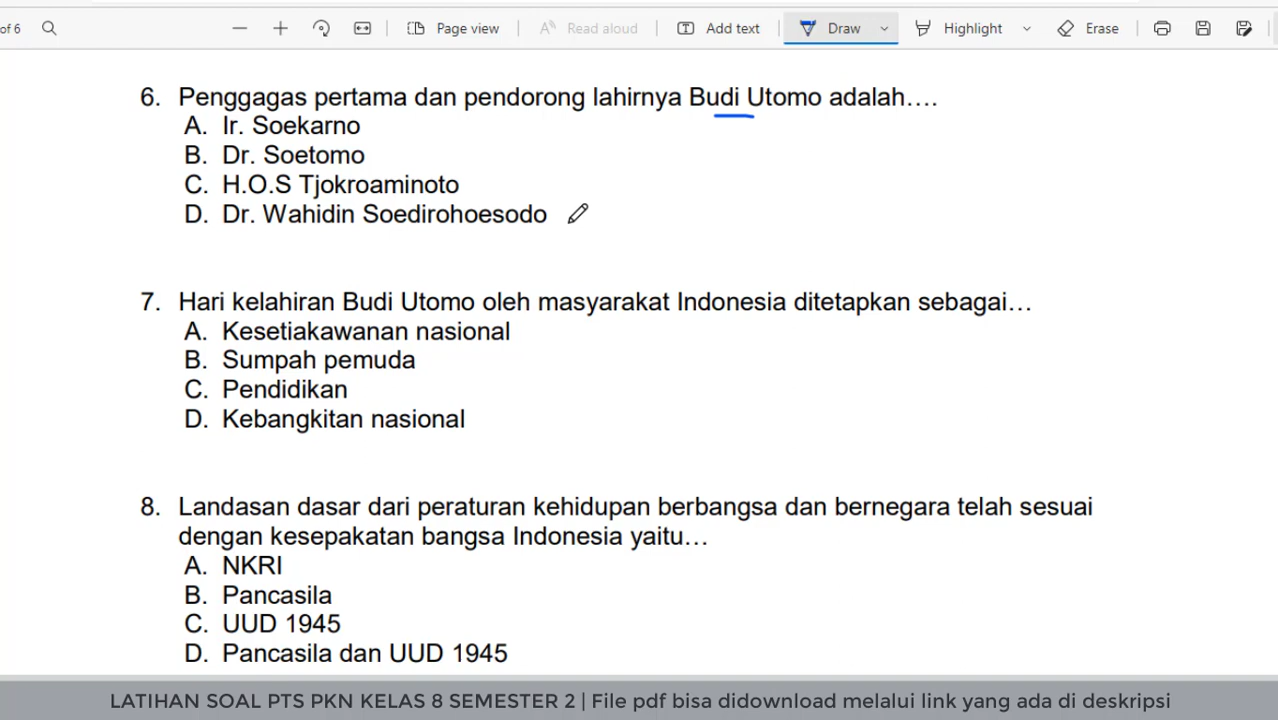 of 6
Page view
Read aloud
Add text
Draw
Highlight
Erase
6. Penggagas pertama dan pendorong lahirnya Budi Utomo adalah….
A. Ir. Soekarno
B. Dr. Soetomo
C. H.O.S Tjokroaminoto
D. Dr. Wahidin Soedirohoesodo
7. Hari kelahiran Budi Utomo oleh masyarakat Indonesia ditetapkan sebagai…
A. Kesetiakawanan nasional
B. Sumpah pemuda
C. Pendidikan
D. Kebangkitan nasional
8. Landasan dasar dari peraturan kehidupan berbangsa dan bernegara telah sesuai
dengan kesepakatan bangsa Indonesia yaitu…
A. NKRI
B. Pancasila
C. UUD 1945
D. Pancasila dan UUD 1945
LATIHAN SOAL PTS PKN KELAS 8 SEMESTER 2 | File pdf bisa didownload melalui link yang ada di deskripsi